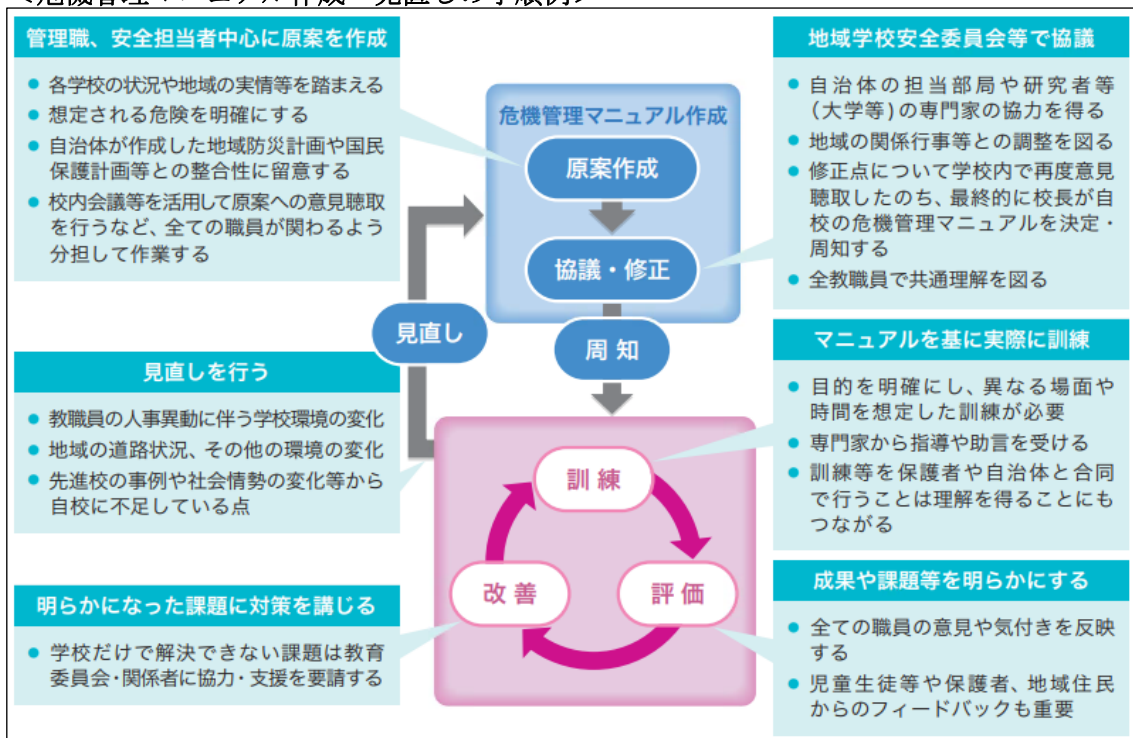 <危機管理マニュアル作成・見直しの手順例>
管理職、安全担当者中心に原案を作成
● 各学校の状況や地域の実情等を踏まえる
● 想定される危険を明確にする
● 自治体が作成した地域防災計画や国民
保護計画等との整合性に留意する
● 校内会議等を活用して原案への意見聴取
を行うなど、全ての職員が関わるよう
分担して作業する
危機管理マニュアル作成
原案作成
協議・修正
見直し
周知
地域学校安全委員会等で協議
● 自治体の担当部局や研究者等
(大学等)の専門家の協力を得る
● 地域の関係行事等との調整を図る
● 修正点について学校内で再度意見
聴取したのち、最終的に校長が自
校の危機管理マニュアルを決定・
周知する
● 全教職員で共通理解を図る
見直しを行う
● 教職員の人事異動に伴う学校環境の変化
● 地域の道路状況、その他の環境の変化
● 先進校の事例や社会情勢の変化等から
自校に不足している点
マニュアルを基に実際に訓練
● 目的を明確にし、異なる場面や
時間を想定した訓練が必要
● 専門家から指導や助言を受ける
● 訓練等を保護者や自治体と合同
で行うことは理解を得ることにも
つながる
訓練
改善
評価
明らかになった課題に対策を講じる
● 学校だけで解決できない課題は教育
委員会・関係者に協力・支援を要請する
成果や課題等を明らかにする
● 全ての職員の意見や気付きを反映
する
● 児童生徒等や保護者、地域住民
からのフィードバックも重要